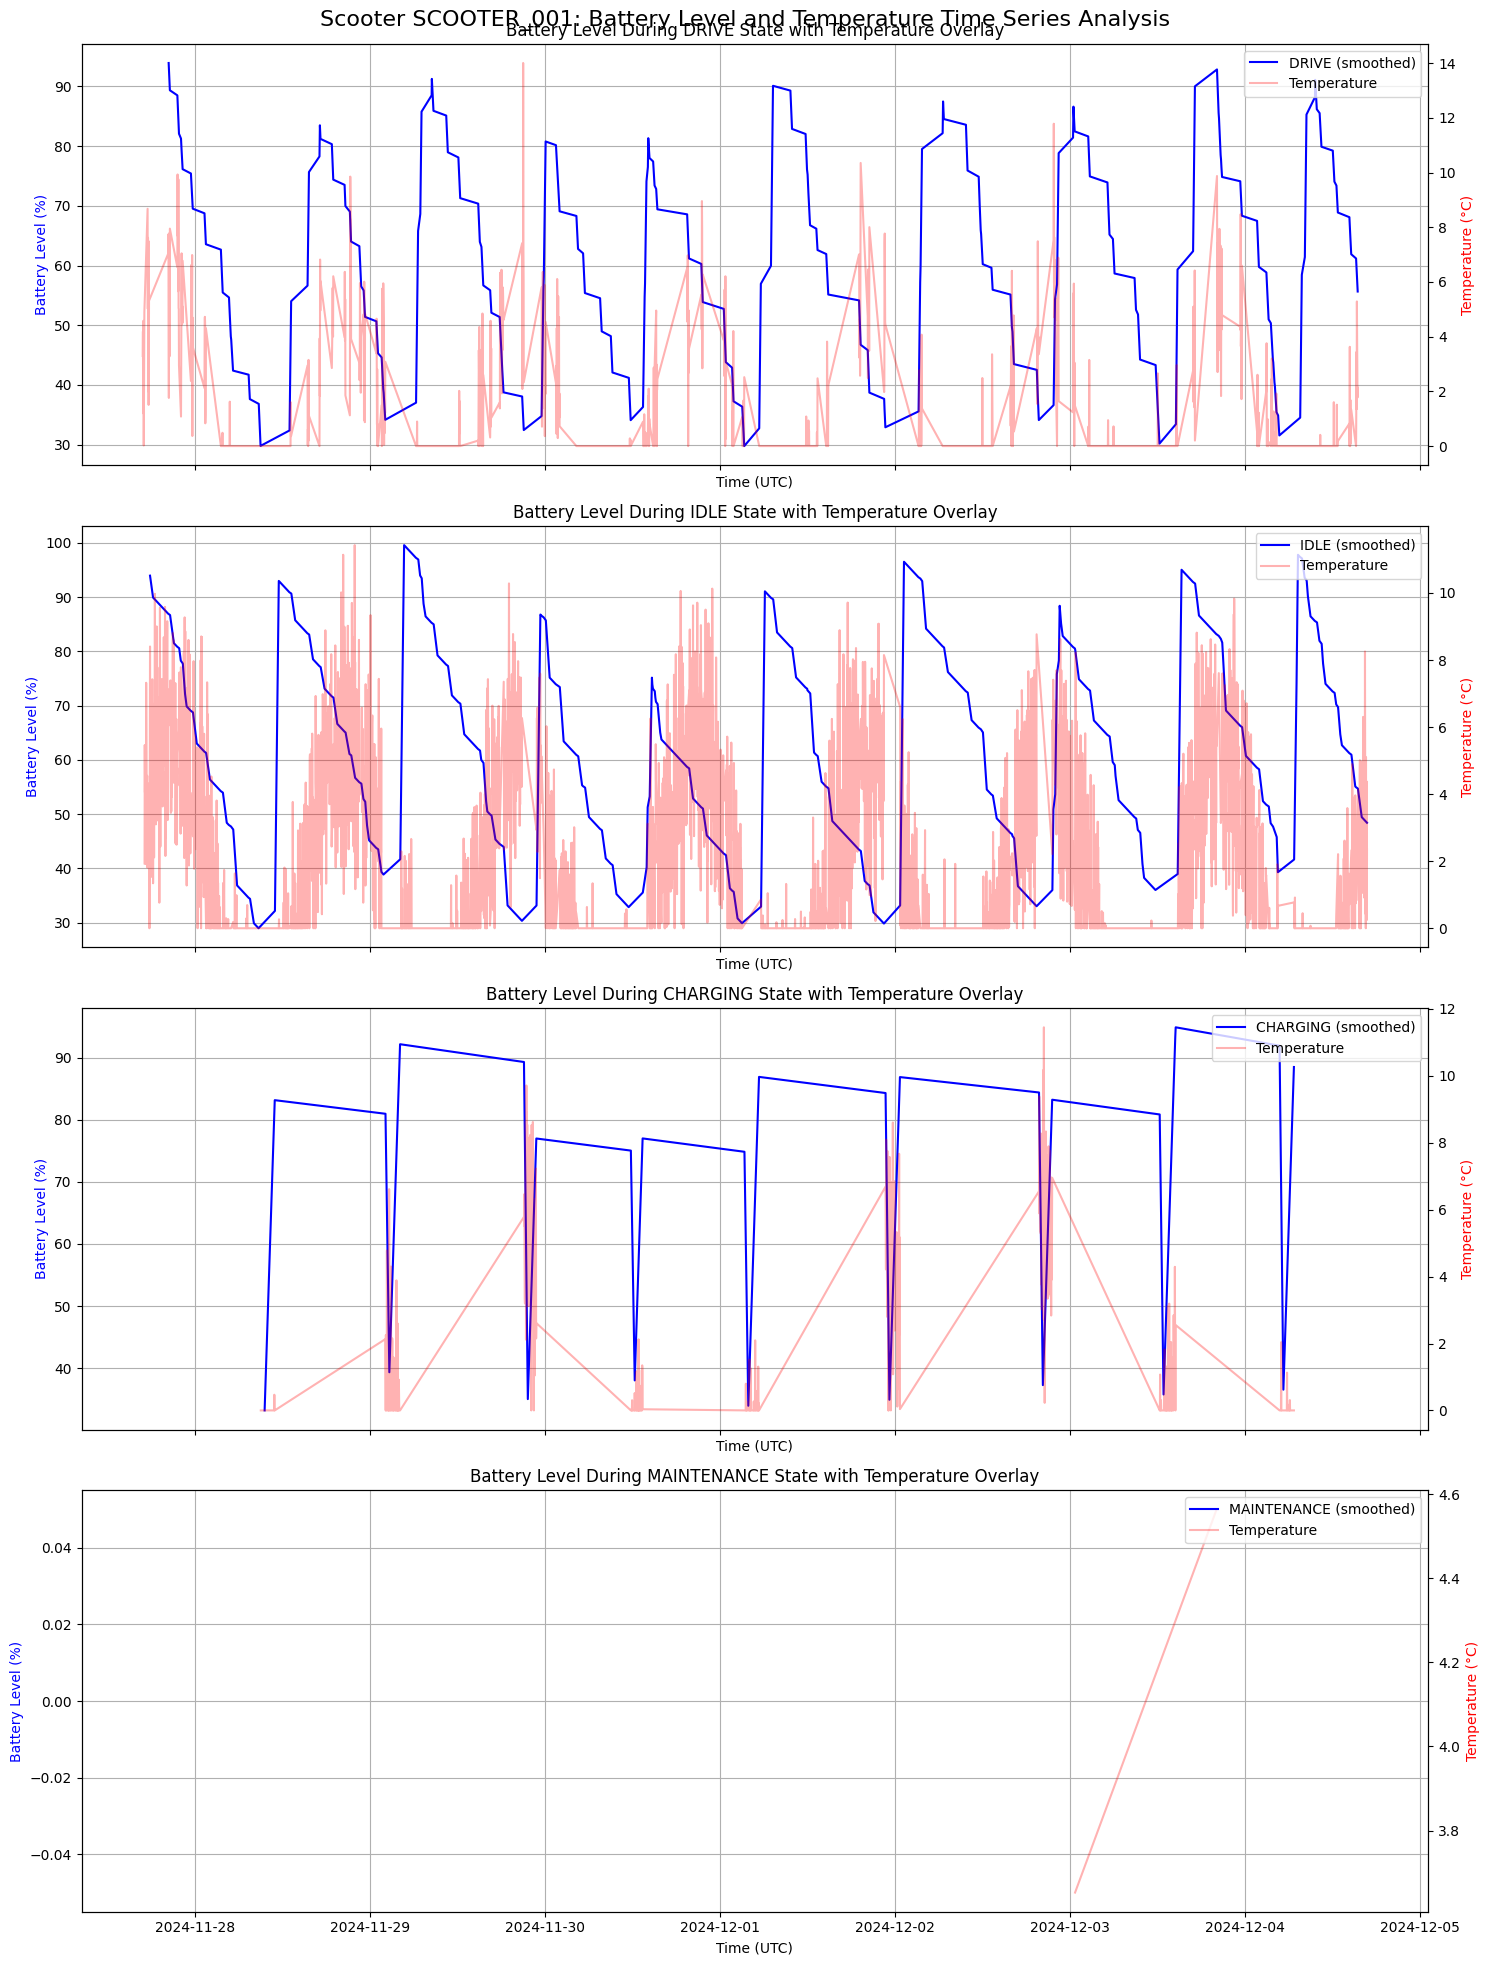 Scooter SCOOTER_001: Battery Level and Temperature Time Series Analysis
Battery Level During DRIVE State with Temperature Overlay
DRIVE (smoothed)
Temperature
90
80
70
60
50
40
30
14
12
10
8
6
4
2
0
Battery Level (%)
Temperature (°C)
Time (UTC)
Battery Level During IDLE State with Temperature Overlay
IDLE (smoothed)
Temperature
100
90
80
70
60
50
40
30
10
8
6
4
2
0
Battery Level (%)
Temperature (°C)
Time (UTC)
Battery Level During CHARGING State with Temperature Overlay
CHARGING (smoothed)
Temperature
90
80
70
60
50
40
12
10
8
6
4
2
0
Battery Level (%)
Temperature (°C)
Time (UTC)
Battery Level During MAINTENANCE State with Temperature Overlay
MAINTENANCE (smoothed)
Temperature
0.04
0.02
0.00
−0.02
−0.04
4.6
4.4
4.2
4.0
3.8
Battery Level (%)
Temperature (°C)
2024-11-28 2024-11-29 2024-11-30 2024-12-01 2024-12-02 2024-12-03 2024-12-04 2024-12-05
Time (UTC)